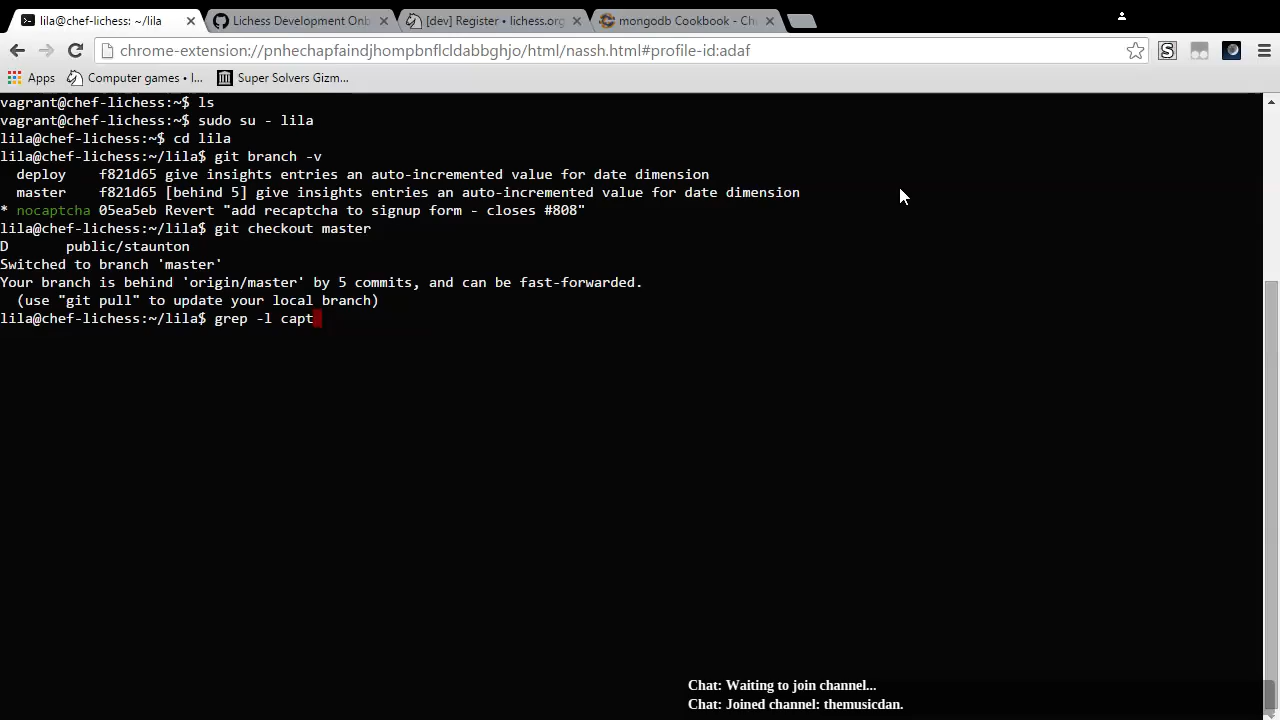 lila@chef-lichess: ~/lila
Lichess Development Onb
[dev] Register • lichess.org
mongodb Cookbook - Che
chrome-extension://pnhechapfaindjhompbnflcldabbghjo/html/nassh.html#profile-id:adaf
Apps
Computer games • l...
Super Solvers Gizm...
vagrant@chef-lichess:~$ ls
vagrant@chef-lichess:~$ sudo su - lila
lila@chef-lichess:~$ cd lila
lila@chef-lichess:~/lila$ git branch -v
deploy    f821d65 give insights entries an auto-incremented value for date dimension
master    f821d65 [behind 5] give insights entries an auto-incremented value for date dimension
* nocaptcha 05ea5eb Revert "add recaptcha to signup form - closes #808"
lila@chef-lichess:~/lila$ git checkout master
D       public/staunton
Switched to branch 'master'
Your branch is behind 'origin/master' by 5 commits, and can be fast-forwarded.
(use "git pull" to update your local branch)
lila@chef-lichess:~/lila$ grep -l capt
Chat: Waiting to join channel...
Chat: Joined channel: themusicdan.